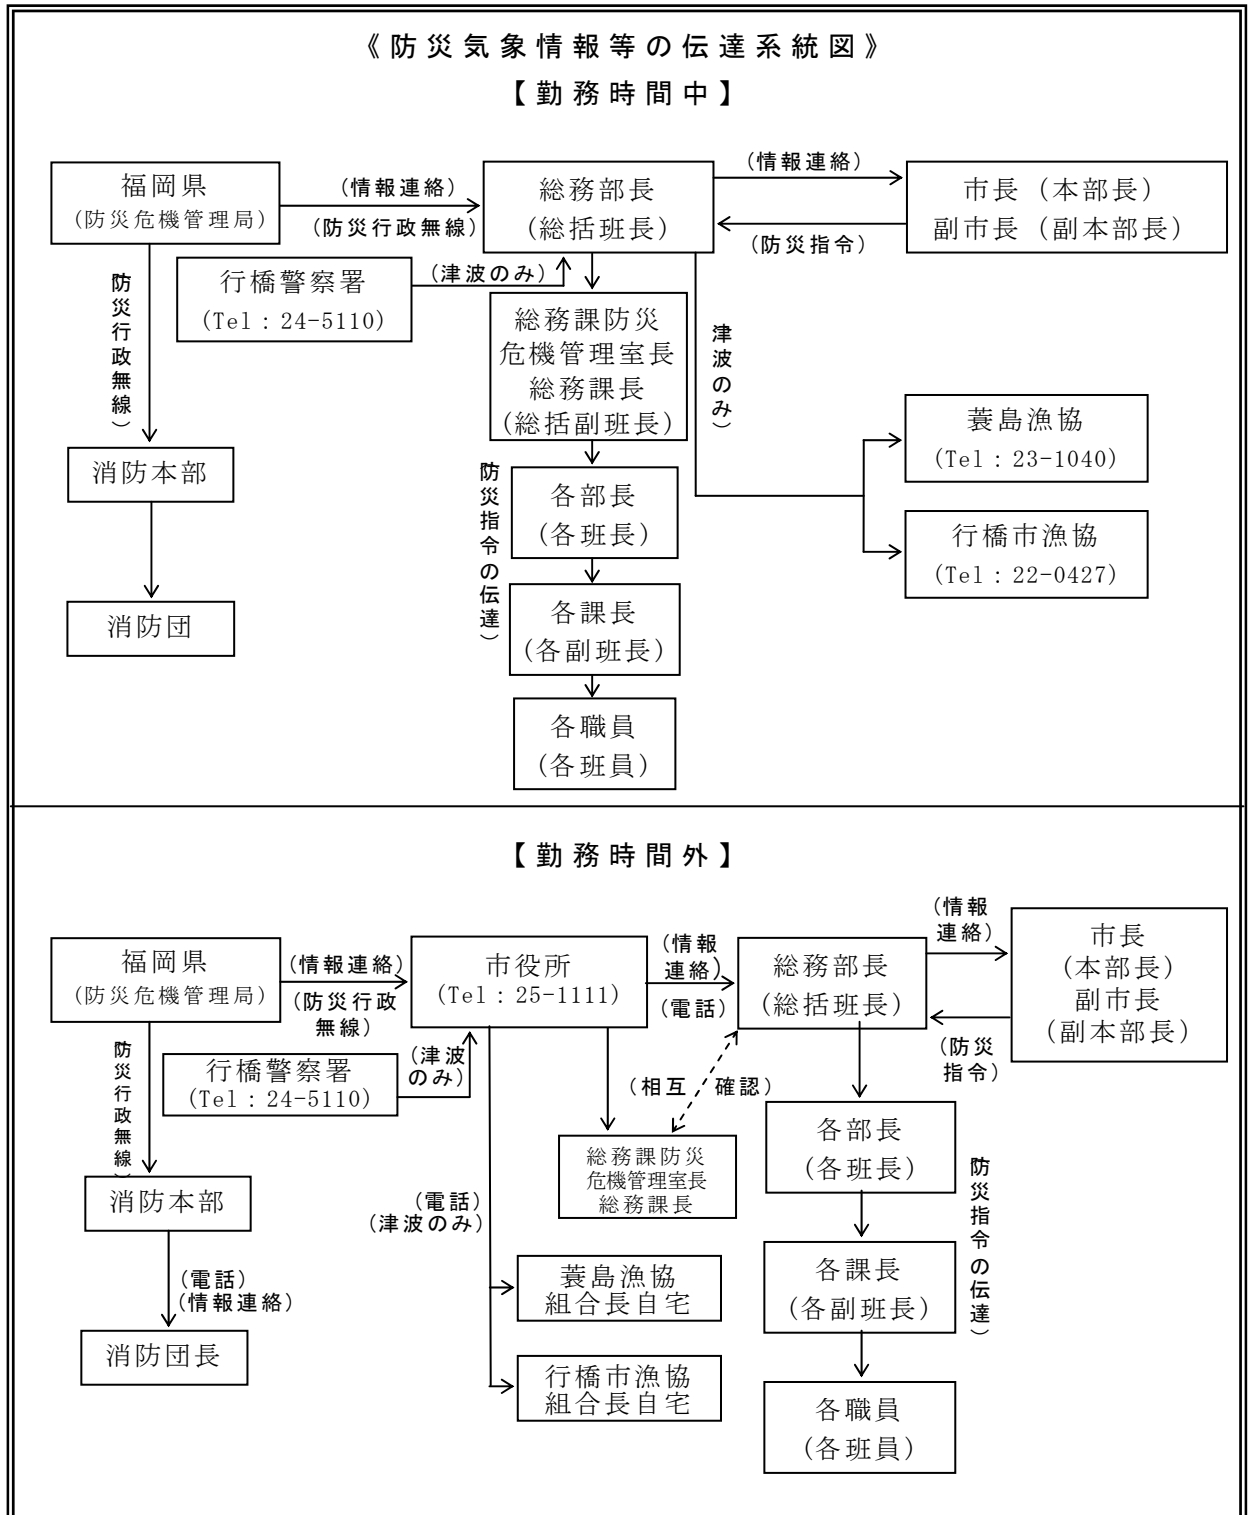 《防災気象情報等の伝達系統図》
【勤務時間中】
福岡県
(防災危機管理局)
(情報連絡)
(防災行政無線)
総務部長
(総括班長)
(情報連絡)
(防災指令)
市長(本部長)
副市長(副本部長)
行橋警察署
(Tel：24-5110)
(津波のみ)
防災行政無線)
総務課防災
危機管理室長
総務課長
(総括副班長)
津波のみ)
蓑島漁協
(Tel：23-1040)
消防本部
防災指令の伝達)
各部長
(各班長)
行橋市漁協
(Tel：22-0427)
消防団
各課長
(各副班長)
各職員
(各班員)
【勤務時間外】
福岡県
(防災危機管理局)
(情報連絡)
(防災行政
無線)
市役所
(Tel：25-1111)
(情報
連絡)
(電話)
総務部長
(総括班長)
(情報
連絡)
市長
(本部長)
副市長
(副本部長)
(防災
指令)
防災行政無線)
行橋警察署
(Tel：24-5110)
(津波
のみ)
(相互 確認)
各部長
(各班長)
総務課防災
危機管理室長
総務課長
消防本部
(電話)
(津波のみ)
防災指令の伝達)
(電話)
(情報連絡)
蓑島漁協
組合長自宅
各課長
(各副班長)
消防団長
行橋市漁協
組合長自宅
各職員
(各班員)